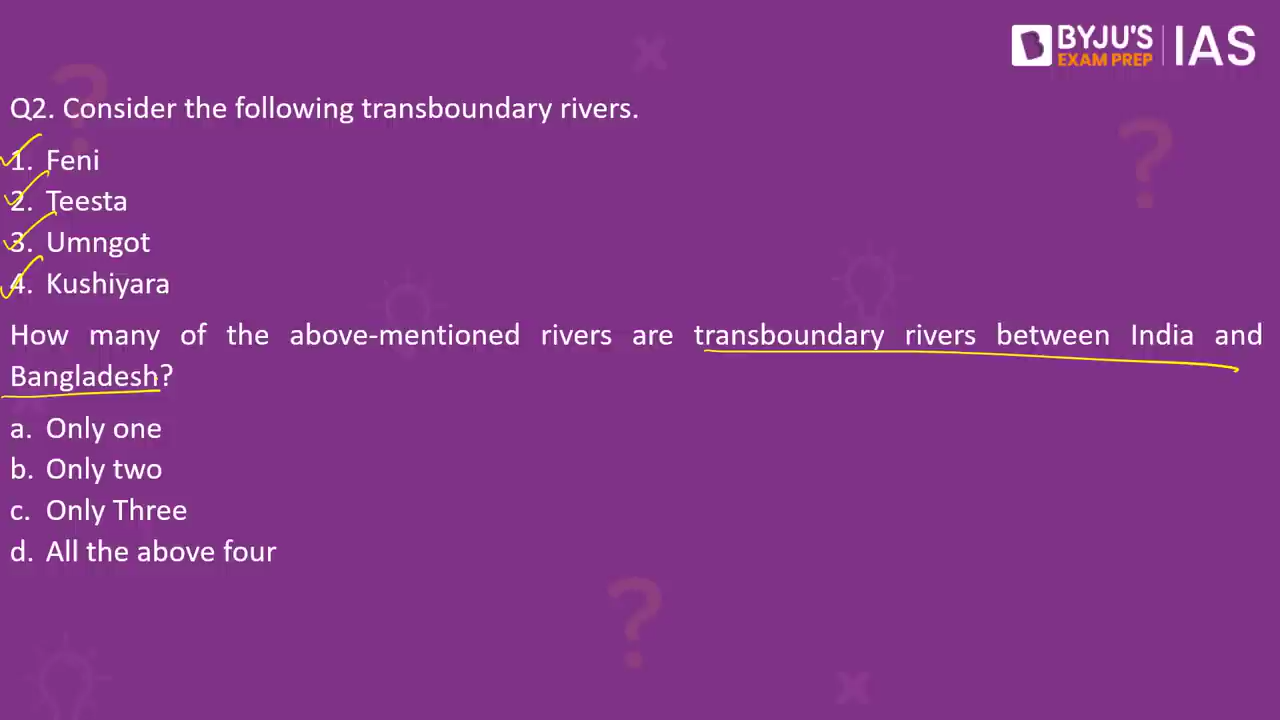 BYJU'S
EXAM PREP
IAS
Q2. Consider the following transboundary rivers.
1. Feni
2. Teesta
3. Umngot
4. Kushiyara
How many of the above-mentioned rivers are transboundary rivers between India and
Bangladesh?
a. Only one
b. Only two
c. Only Three
d. All the above four